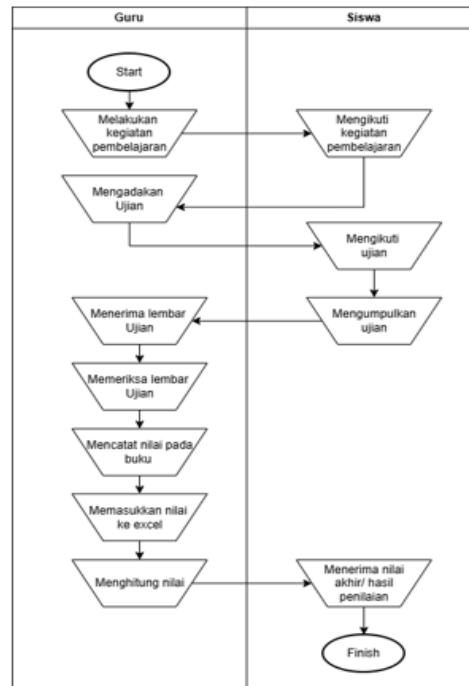 Guru
Siswa
Start
Melakukan
kegiatan
pembelajaran
Mengikuti
kegiatan
pembelajaran
Mengadakan
Ujian
Mengikuti
ujian
Mengumpulkan
ujian
Menerima lembar
Ujian
Memeriksa lembar
Ujian
Mencatat nilai pada
buku
Memasukkan nilai
ke excel
Menghitung nilai
Menerima nilai
akhir/ hasil
penilaian
Finish